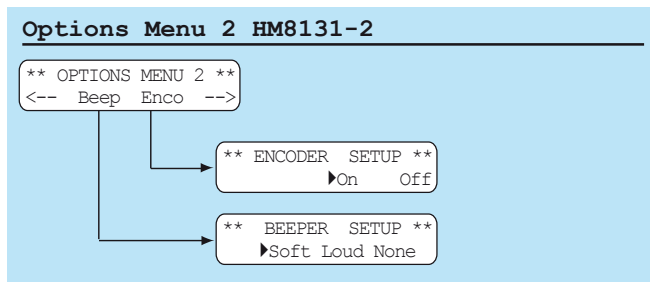 Options Menu 2 HM8131-2
** OPTIONS MENU 2 **
<-- Beep Enco -->
** ENCODER SETUP **
On Off
** BEEPER SETUP **
Soft Loud None